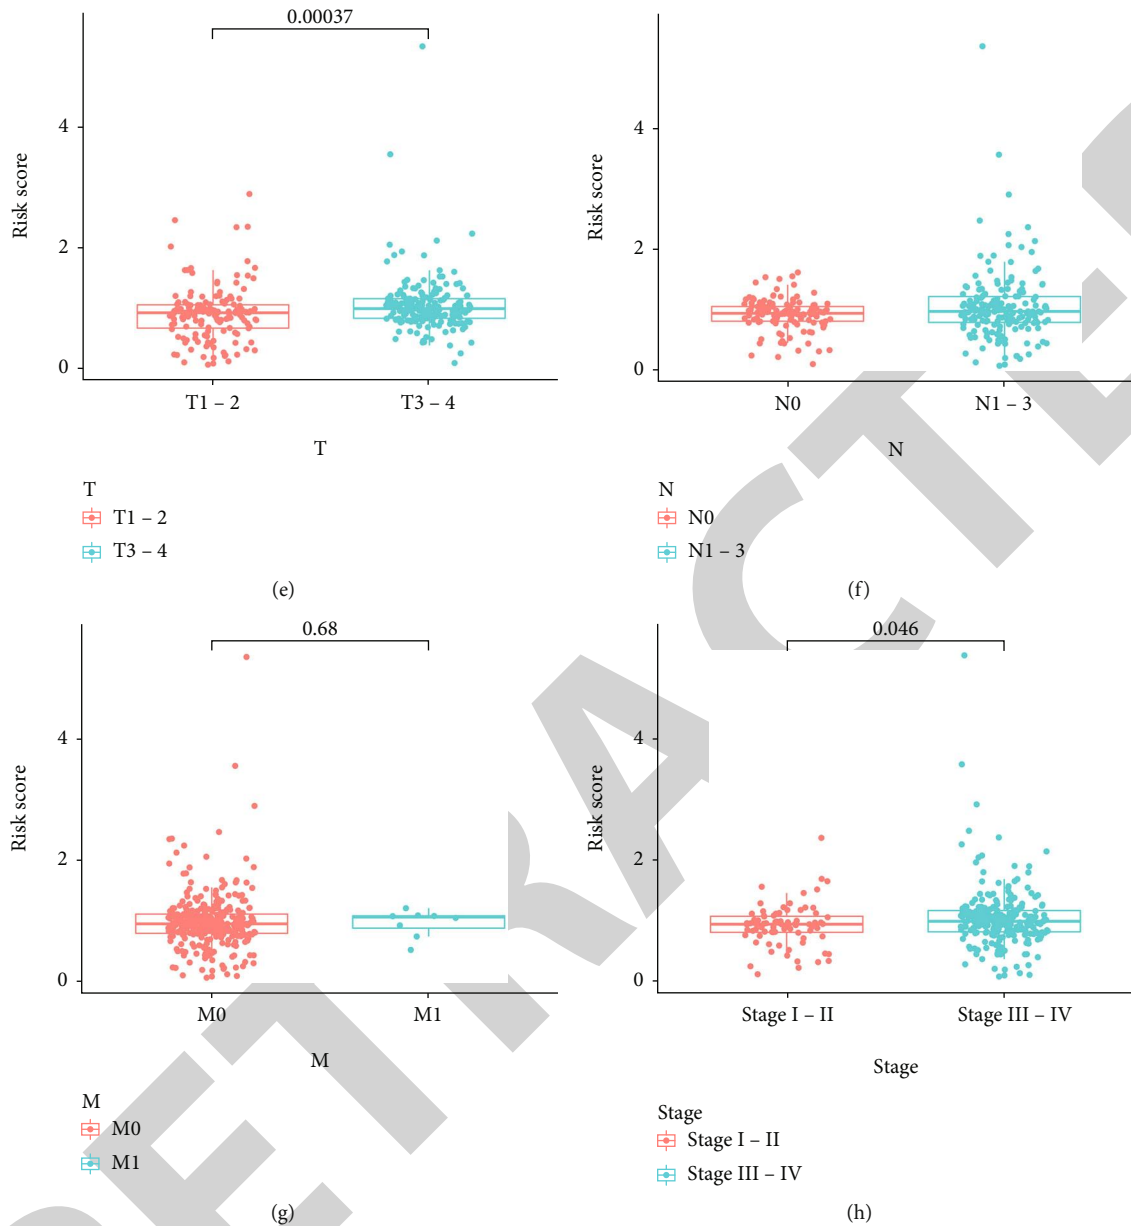 0.00037
Risk score
4
2
0
T1 – 2 T3 – 4
T
T
T1 – 2
T3 – 4
(e)
Risk score
4
2
0
N0 N1 – 3
N
N
N0
N1 – 3
(f)
0.68
Risk score
4
2
0
M0 M1
M
M
M0
M1
(g)
0.046
Risk score
4
2
0
Stage I – II Stage III – IV
Stage
Stage
Stage I – II
Stage III – IV
(h)